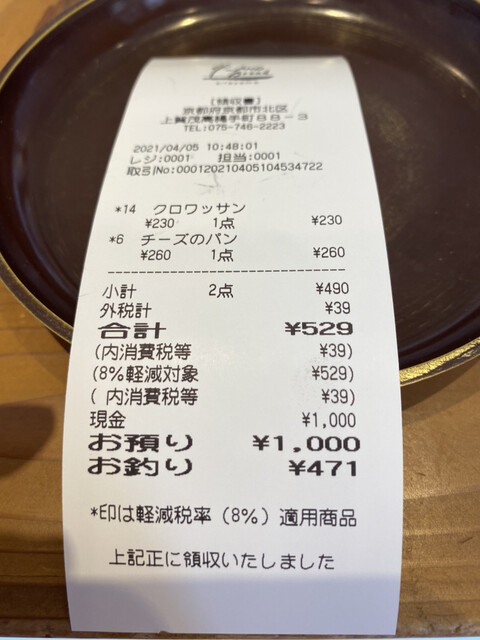 [領収書]
京都府京都市北区
上賀茂高縄手町88-3
TEL:075-746-2223
2021/04/05 10:48:01
レジ:0001 担当:0001
取引No:000120210405104534722
*14 クロワッサン
¥230 1点 ¥230
*6 チーズのパン
¥260 1点 ¥260
小計 2点 ¥490
外税計 ¥39
合計 ¥529
(内消費税等 ¥39)
(8%軽減対象 ¥529)
( 内消費税等 ¥39)
現金 ¥1,000
お預り ¥1,000
お釣り ¥471
*印は軽減税率(8%)適用商品
上記正に領収いたしました